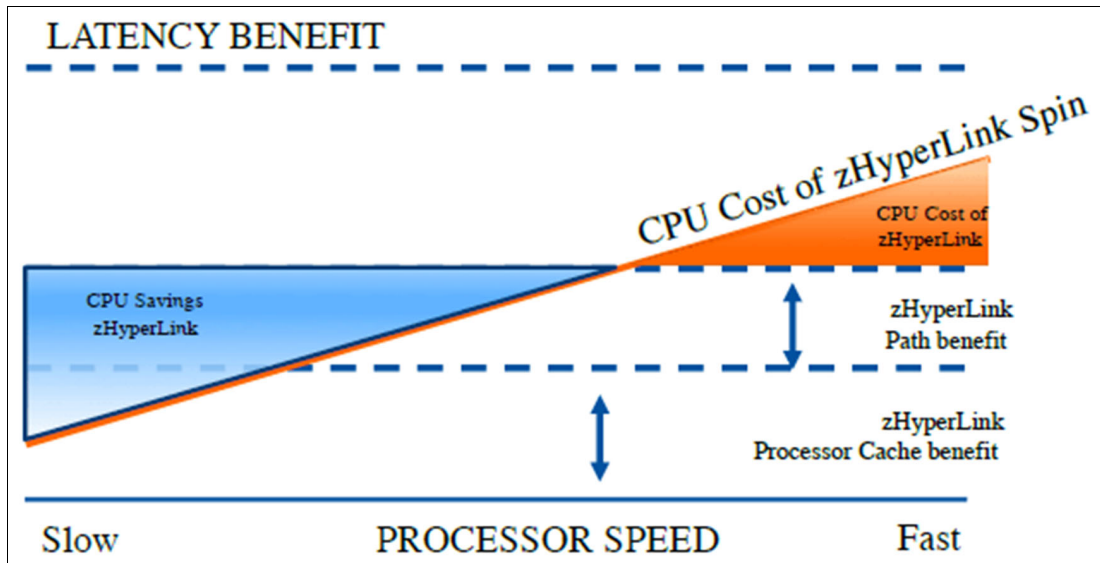 LATENCY BENEFIT
CPU Cost of zHyperLink Spin
CPU Cost of
zHyperLink
CPU Savings
zHyperLink
zHyperLink
Path benefit
zHyperLink
Processor Cache benefit
Slow
PROCESSOR SPEED
Fast